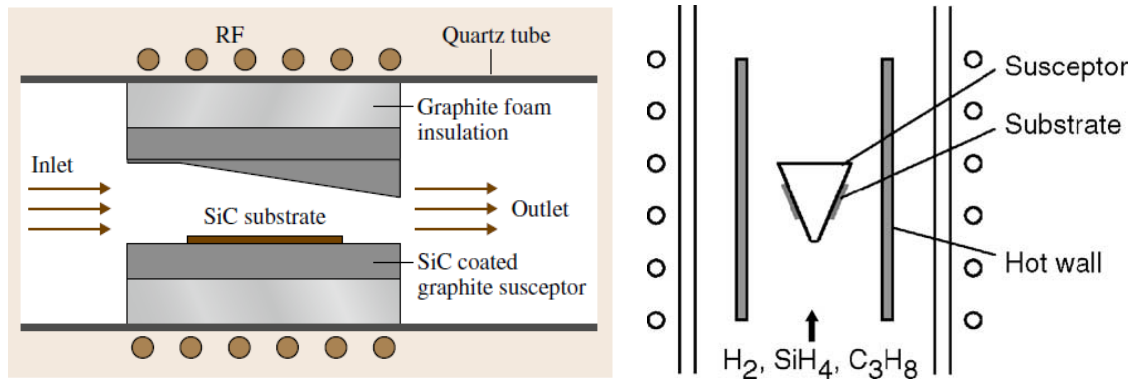 RF
Quartz tube
Graphite foam
insulation
Inlet
SiC substrate
Outlet
SiC coated
graphite susceptor
Susceptor
Substrate
Hot wall
H₂, SiH₄, C₃H₈